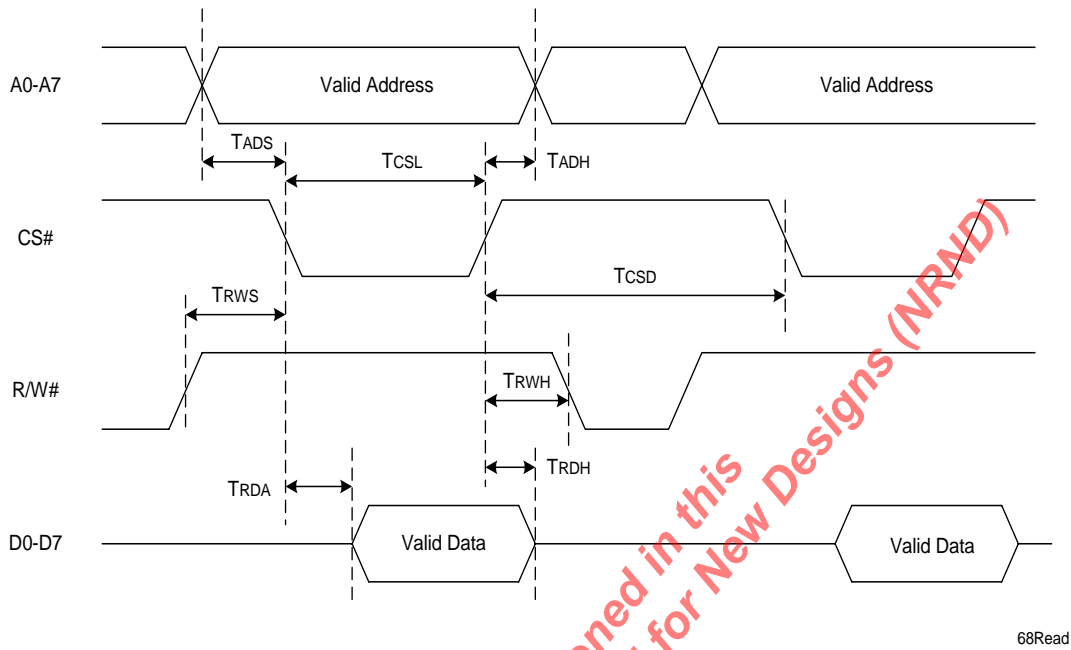 A0-A7
Valid Address
Valid Address
TADS
TCSL
TADH
CS#
TCSD
TRWS
R/W#
TRWH
TRDA
TRDH
D0-D7
Valid Data
Valid Data
in this
for New Designs (NRND)
68Read